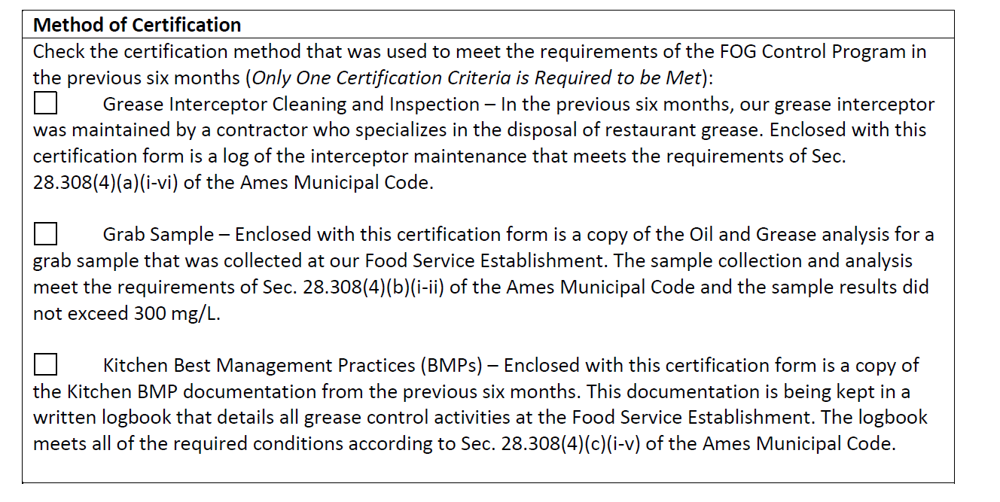 Method of Certification
Check the certification method that was used to meet the requirements of the FOG Control Program in
the previous six months (Only One Certification Criteria is Required to be Met):
Grease Interceptor Cleaning and Inspection – In the previous six months, our grease interceptor
was maintained by a contractor who specializes in the disposal of restaurant grease. Enclosed with this
certification form is a log of the interceptor maintenance that meets the requirements of Sec.
28.308(4)(a)(i-vi) of the Ames Municipal Code.
Grab Sample – Enclosed with this certification form is a copy of the Oil and Grease analysis for a
grab sample that was collected at our Food Service Establishment. The sample collection and analysis
meet the requirements of Sec. 28.308(4)(b)(i-ii) of the Ames Municipal Code and the sample results did
not exceed 300 mg/L.
Kitchen Best Management Practices (BMPs) – Enclosed with this certification form is a copy of
the Kitchen BMP documentation from the previous six months. This documentation is being kept in a
written logbook that details all grease control activities at the Food Service Establishment. The logbook
meets all of the required conditions according to Sec. 28.308(4)(c)(i-v) of the Ames Municipal Code.